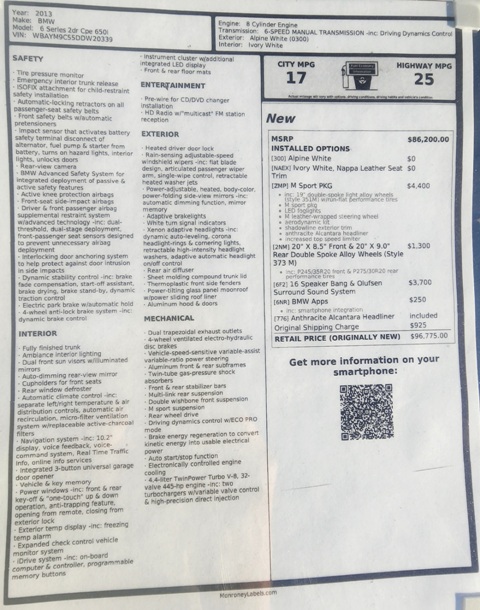 Year: 2013
Make: BMW
Model: 6 Series 2dr Cpe 650i
VIN: WBAYM9C55DDW20339
Engine: 8 Cylinder Engine
Transmission: 6-SPEED MANUAL TRANSMISSION -inc: Driving Dynamics Control
Exterior: Alpine White (0300)
Interior: Ivory White
SAFETY
· Tire pressure monitor
· Emergency interior trunk release
· ISOFIX attachment for child-restraint
safety installation
· Automatic-locking retractors on all
passenger-seat safety belts
· Front safety belts w/automatic
pretensioners
· Impact sensor that activates battery
safety terminal disconnect of
alternator, fuel pump & starter from
battery, turns on hazard lights, interior
lights, unlocks doors
· Rear-view camera
· BMW Advanced Safety System for
integrated deployment of passive &
active safety features
· Active knee protection airbags
· Front-seat side-impact airbags
· Driver & front passenger airbag
supplemental restraint system
w/advanced technology -inc: dual-
threshold, dual-stage deployment,
front-passenger seat sensors designed
to prevent unnecessary airbag
deployment
· Interlocking door anchoring system
to help protect against door intrusion
in side impacts
· Dynamic stability control -inc: brake
fade compensation, start-off assistant,
brake drying, brake stand-by, dynamic
traction control
· Electric park brake w/automatic hold
· 4-wheel anti-lock brake system -inc:
dynamic brake control
INTERIOR
· Fully finished trunk
· Ambiance interior lighting
· Dual front sun visors w/illuminated
mirrors
· Auto-dimming rear-view mirror
· Cupholders for front seats
· Rear window defroster
· Automatic climate control -inc:
separate left/right temperature & air
distribution controls, automatic air
recirculation, micro-filter ventilation
system w/replaceable active-charcoal
filters
· Navigation system -inc: 10.2"
display, voice feedback, voice-
command system, Real Time Traffic
Info, online info services
· Integrated 3-button universal garage
door opener
· Vehicle & key memory
· Power windows -inc: front & rear
key-off & "one-touch" up & down
operation, anti-trapping feature,
opening from remote, closing from
exterior lock
· Exterior temp display -inc: freezing
temp alarm
· Expanded check control vehicle
monitor system
· iDrive system -inc: on-board
computer & controller, programmable
memory buttons
· Instrument cluster w/additional
integrated LED display
· Front & rear floor mats
ENTERTAINMENT
· Pre-wire for CD/DVD changer
installation
· HD Radio w/"multicast" FM station
reception
EXTERIOR
· Heated driver door lock
· Rain-sensing adjustable-speed
windshield wipers -inc: flat blade
design, articulated passenger wiper
arm, single-wipe control, retractable
heated washer jets
· Power-adjustable, heated, body-color,
power-folding side-view mirrors -inc:
automatic dimming function, mirror
memory
· Adaptive brakelights
· White turn signal indicators
· Xenon adaptive headlights -inc:
dynamic auto-leveling, corona
headlight-rings & cornering lights,
retractable high-intensity headlight
washers, adaptive automatic headlight
on/off control
· Rear air diffuser
· Sheet molding compound trunk lid
· Thermoplastic front side fenders
· Power-tilting glass panel moonroof
w/power sliding roof liner
· Aluminum hood & doors
MECHANICAL
· Dual trapezoidal exhaust outlets
· 4-wheel ventilated electro-hydraulic
disc brakes
· Vehicle-speed-sensitive variable-assist
variable-ratio power steering
· Aluminum front & rear subframes
· Twin-tube gas-pressure shock
absorbers
· Front & rear stabilizer bars
· Multi-link rear suspension
· Double wishbone front suspension
· M sport suspension
· Rear wheel drive
· Driving dynamics control w/ECO PRO
mode
· Brake energy regeneration to convert
kinetic energy into usable electrical
power
· Auto start/stop function
· Electronically controlled engine
cooling
· 4.4-liter TwinPower Turbo V-8, 32-
valve 445-hp engine -inc: two
turbochargers w/variable valve control
& high-precision direct injection
CITY MPG
17
HIGHWAY MPG
25
New
MSRP $86,200.00
INSTALLED OPTIONS
[300] Alpine White $0
[NAEX] Ivory White, Nappa Leather Seat $0
Trim
[ZMP] M Sport PKG $4,400
· inc: 19" double-spoke light alloy wheels
(style 351M) w/run-flat performance tires
· M sport pkg
· LED foglights
· M leather-wrapped steering wheel
· aerodynamic kit
· shadowline exterior trim
· anthracite Alcantara headliner
· increased top speed limiter
[2NM] 20" X 8.5" Front & 20" X 9.0" $1,300
Rear Double Spoke Alloy Wheels (Style
373 M)
· inc: P245/35R20 front & P275/30R20 rear
performance tires
[6F2] 16 Speaker Bang & Olufsen $3,700
Surround Sound System
[6NR] BMW Apps $250
· inc: smartphone integration
[776] Anthracite Alcantara Headliner included
Original Shipping Charge $925
RETAIL PRICE (ORIGINALLY NEW) $96,775.00
Get more information on your
smartphone:
MonroneyLabels.com